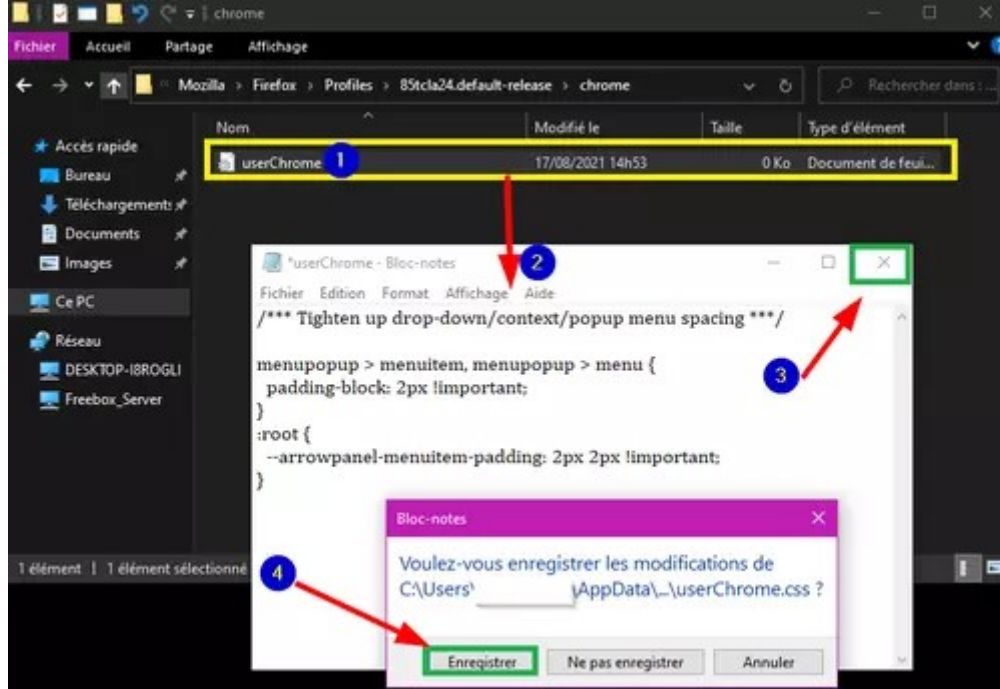 chrome
Fichier Accueil Partage Affichage
Mozilla > Firefox > Profiles > 85tcla24.default-release > chrome
Rechercher dans : ...
Nom Modifié le Taille Type d'élément
userChrome 1 17/08/2021 14h53 0 Ko Document de feui...
Accès rapide
Bureau
Téléchargements
Documents
Images
Ce PC
Réseau
DESKTOP-I8ROGLI
Freebox_Server
1 élément | 1 élément sélectionné
*userChrome - Bloc-notes 2
Fichier Edition Format Affichage Aide
/*** Tighten up drop-down/context/popup menu spacing ***/
menupopup > menuitem, menupopup > menu {
padding-block: 2px !important;
}
:root {
--arrowpanel-menuitem-padding: 2px 2px !important;
}
3
Bloc-notes
Voulez-vous enregistrer les modifications de
C:\Users\ \AppData\...\userChrome.css ?
4
Enregistrer Ne pas enregistrer Annuler